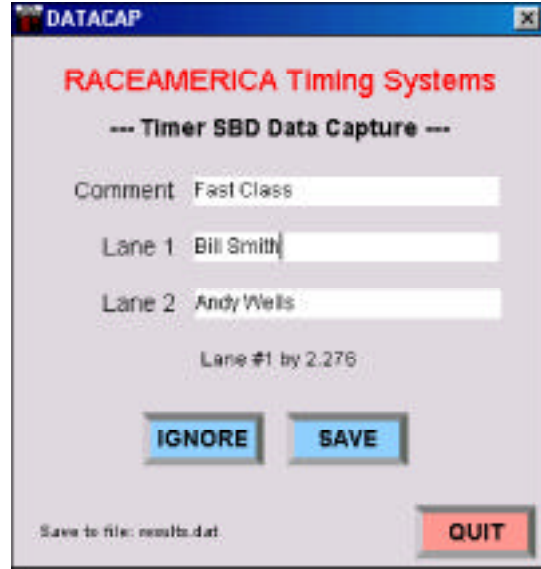 DATACAP
RACEAMERICA Timing Systems
--- Timer SBD Data Capture ---
Comment Fast Class
Lane 1 Bill Smith
Lane 2 Andy Wells
Lane #1 by 2.276
IGNORE SAVE
Save to file: results.dat QUIT